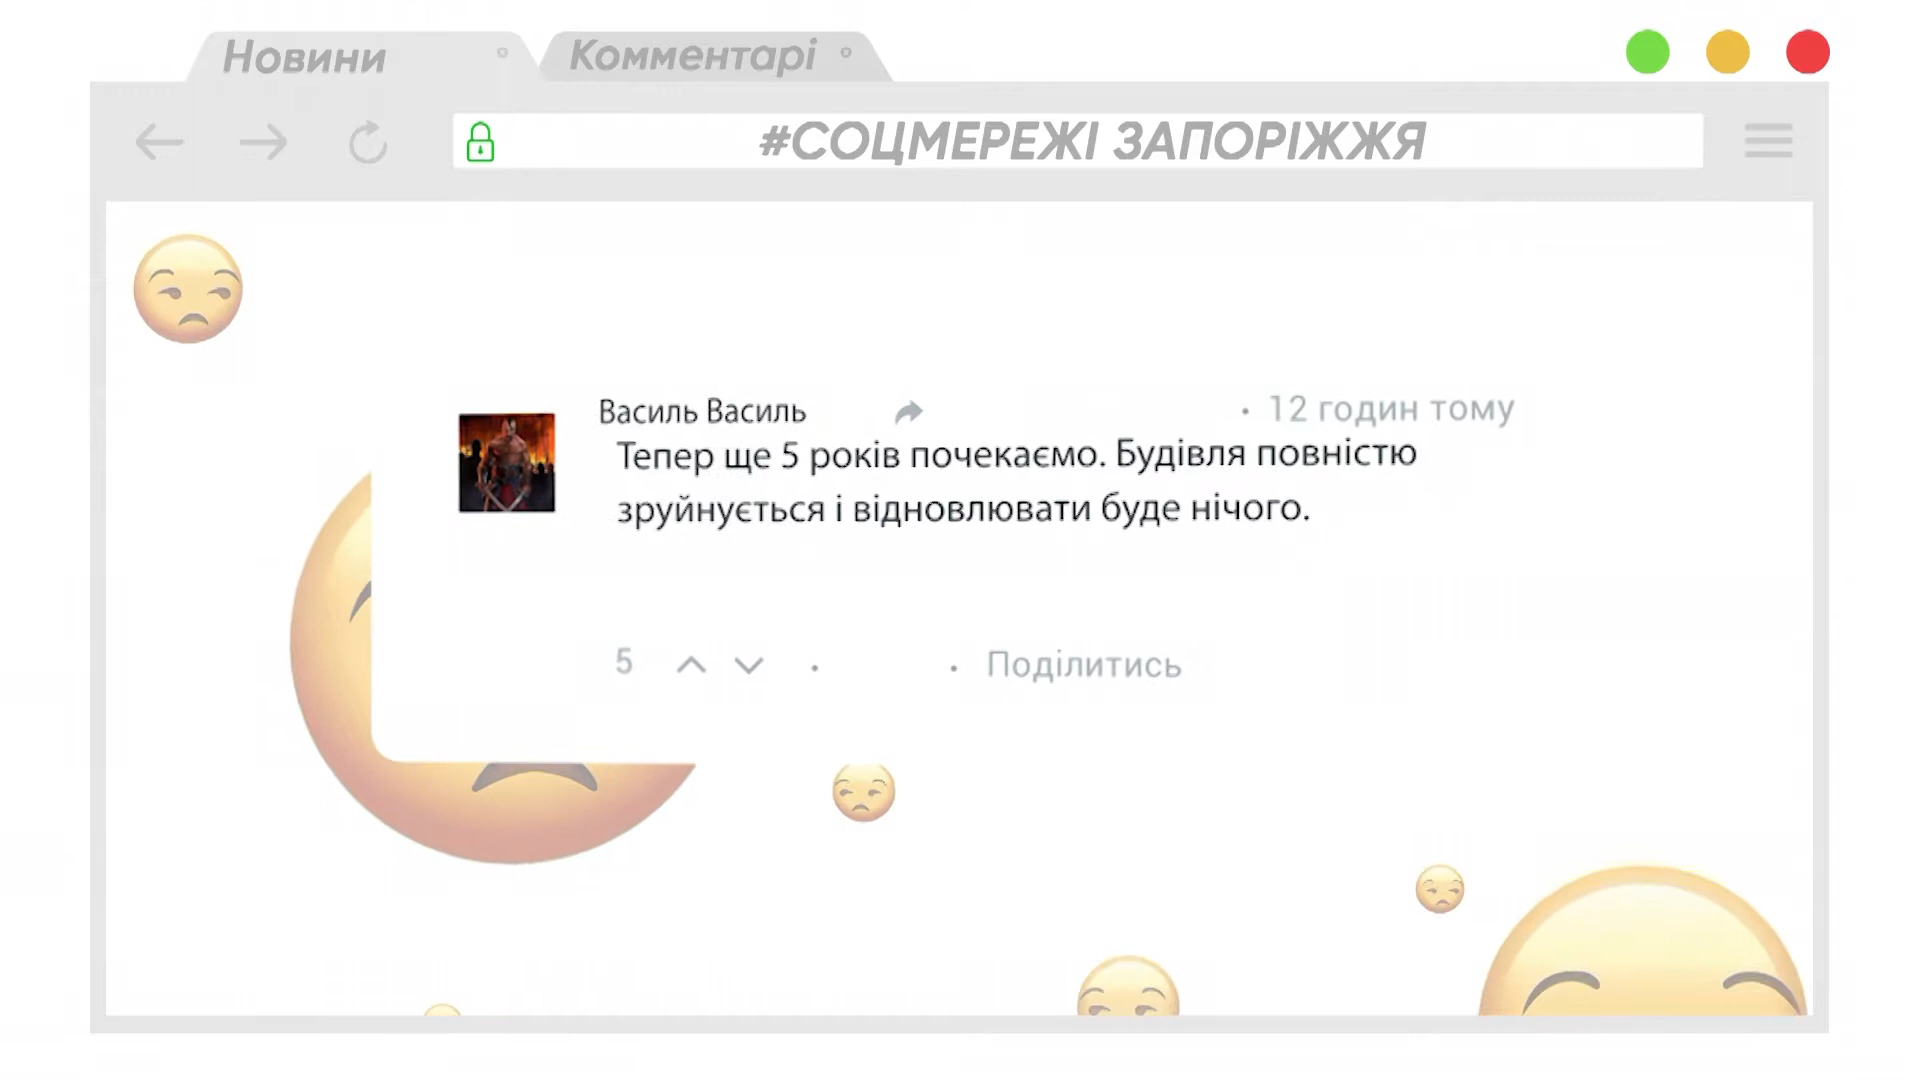 Новини
Комментарі
#СОЦМЕРЕЖІ ЗАПОРІЖЖЯ
Василь Василь
• 12 годин тому
Тепер ще 5 років почекаємо. Будівля повністю
зруйнується і відновлювати буде нічого.
5 • • Поділитись